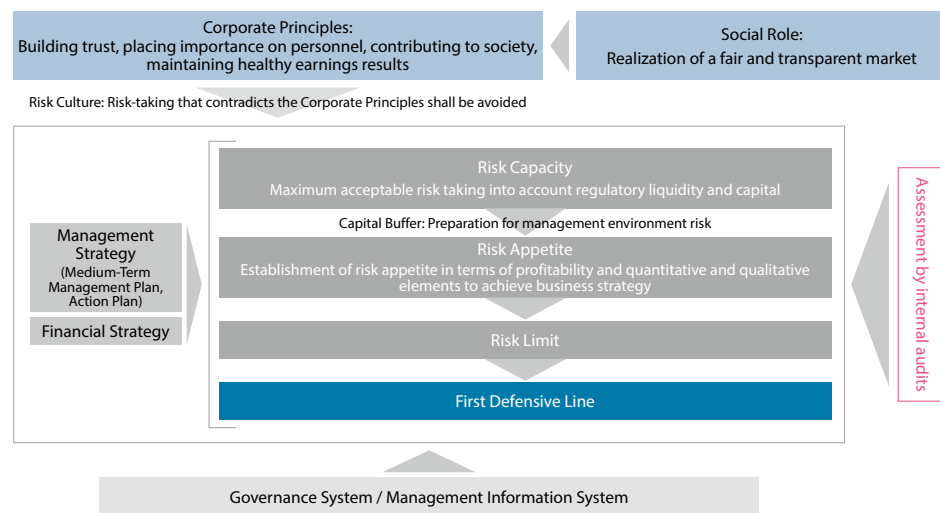 Corporate Principles:
Building trust, placing importance on personnel, contributing to society,
maintaining healthy earnings results
Social Role:
Realization of a fair and transparent market
Risk Culture: Risk-taking that contradicts the Corporate Principles shall be avoided
Risk Capacity
Maximum acceptable risk taking into account regulatory liquidity and capital
Capital Buffer: Preparation for management environment risk
Management
Strategy
(Medium-Term
Management Plan,
Action Plan)
Financial Strategy
Risk Appetite
Establishment of risk appetite in terms of profitability and quantitative and qualitative
elements to achieve business strategy
Risk Limit
First Defensive Line
Assessment by internal audits
Governance System / Management Information System